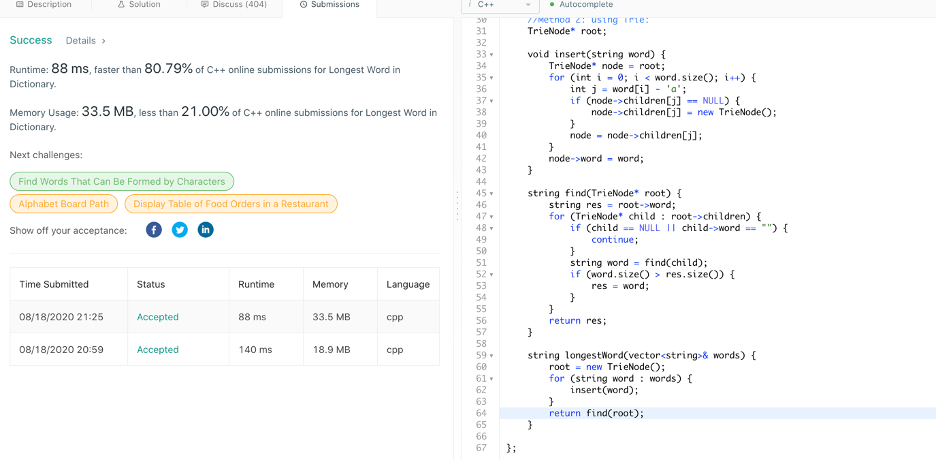 Description
Solution
Discuss (404)
Submissions
i C++
Autocomplete
Success Details >
Runtime: 88 ms, faster than 80.79% of C++ online submissions for Longest Word in
Dictionary.
Memory Usage: 33.5 MB, less than 21.00% of C++ online submissions for Longest Word in
Dictionary.
Next challenges:
Find Words That Can Be Formed by Characters
Alphabet Board Path
Display Table of Food Orders in a Restaurant
Show off your acceptance:
Time Submitted Status Runtime Memory Language
08/18/2020 21:25 Accepted 88 ms 33.5 MB cpp
08/18/2020 20:59 Accepted 140 ms 18.9 MB cpp
30 //Method 2: Using Trie:
31 TrieNode* root;
32
33 void insert(string word) {
34 TrieNode* node = root;
35 for (int i = 0; i < word.size(); i++) {
36 int j = word[i] - 'a';
37 if (node->children[j] == NULL) {
38 node->children[j] = new TrieNode();
39 }
40 node = node->children[j];
41 }
42 node->word = word;
43 }
44
45 string find(TrieNode* root) {
46 string res = root->word;
47 for (TrieNode* child : root->children) {
48 if (child == NULL || child->word == "") {
49 continue;
50 }
51 string word = find(child);
52 if (word.size() > res.size()) {
53 res = word;
54 }
55 }
56 return res;
57 }
58
59 string longestWord(vector<string>& words) {
60 root = new TrieNode();
61 for (string word : words) {
62 insert(word);
63 }
64 return find(root);
65 }
66
67 };